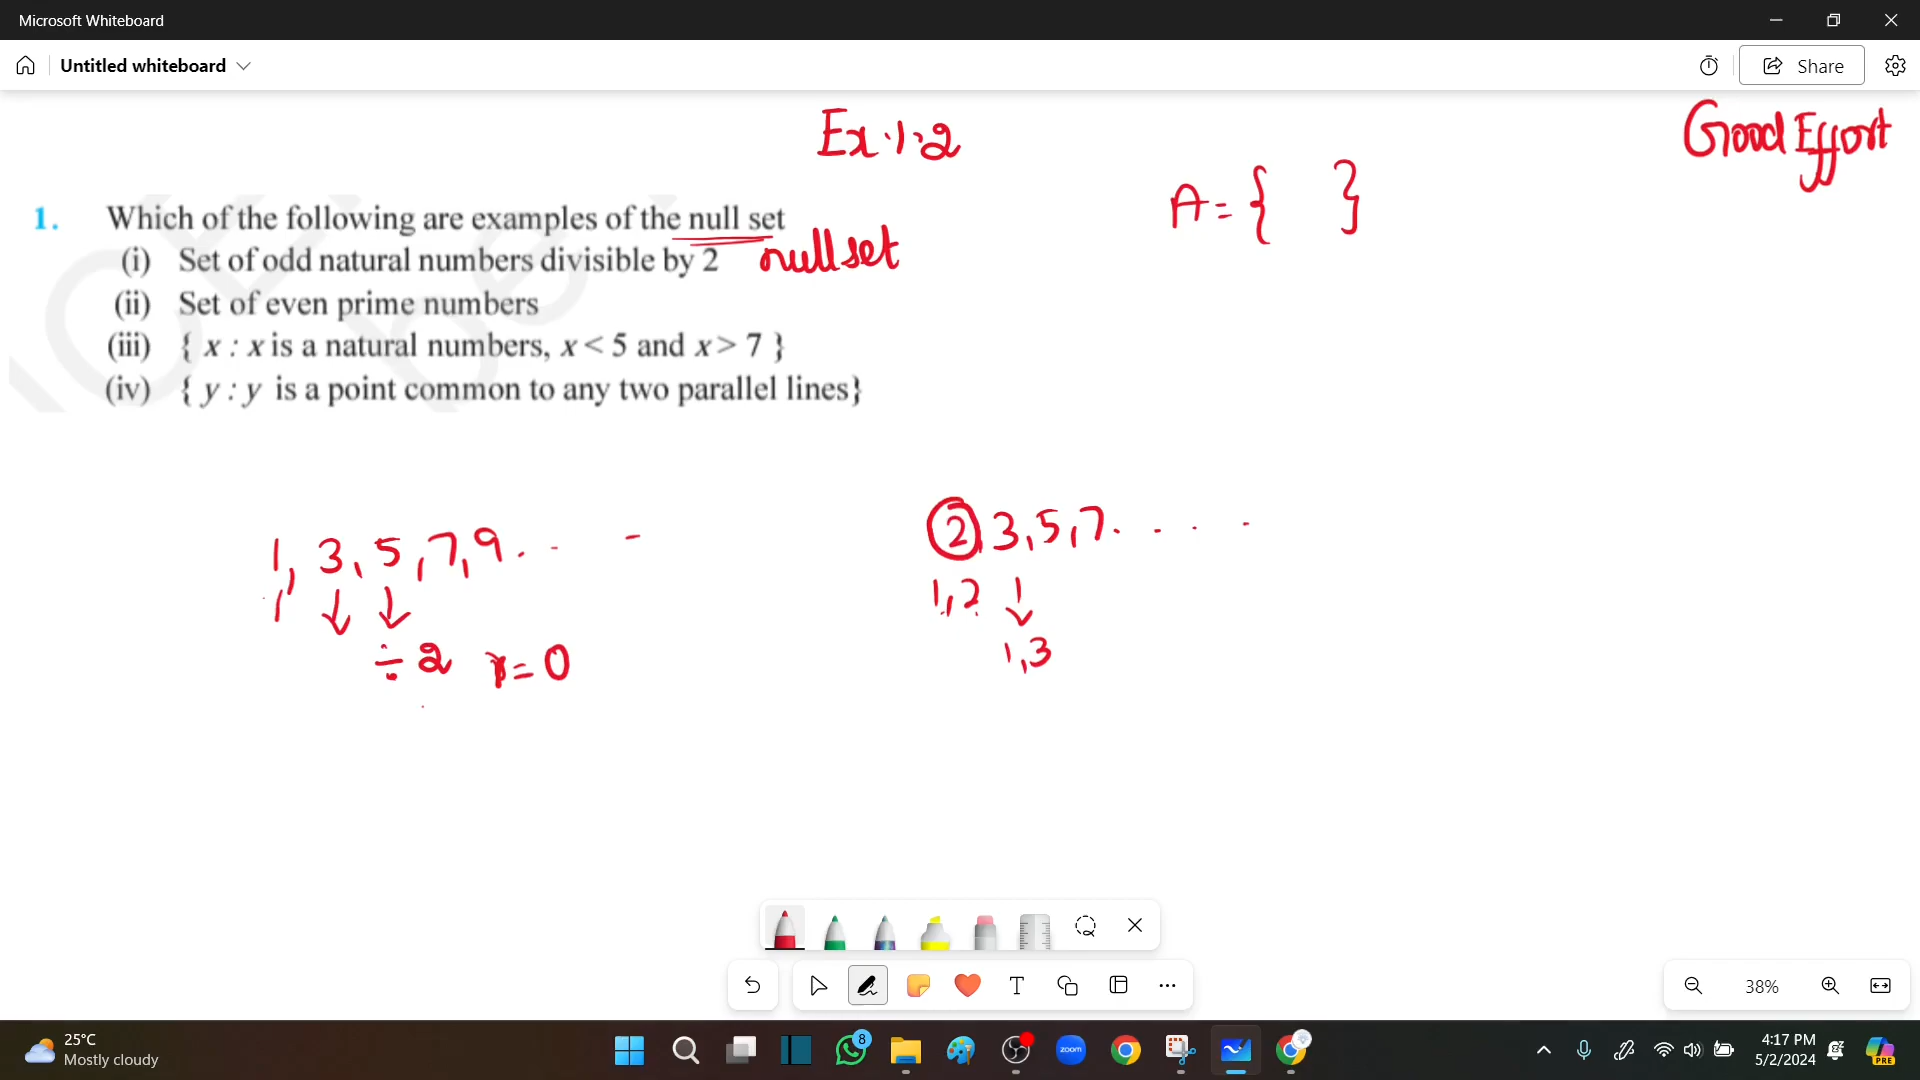 Microsoft Whiteboard
Untitled whiteboard
Share
Ex.1.2
Good Effort
A = { }
1. Which of the following are examples of the null set
(i) Set of odd natural numbers divisible by 2 null set
(ii) Set of even prime numbers
(iii) { x : x is a natural numbers, x < 5 and x > 7 }
(iv) { y : y is a point common to any two parallel lines}
1, 3, 5, 7, 9 . . -
÷ 2 r = 0
2, 3, 5, 7 . . . .
1, 2
1, 3
38%
25°C
Mostly cloudy
8
zoom
4:17 PM
5/2/2024
PRE